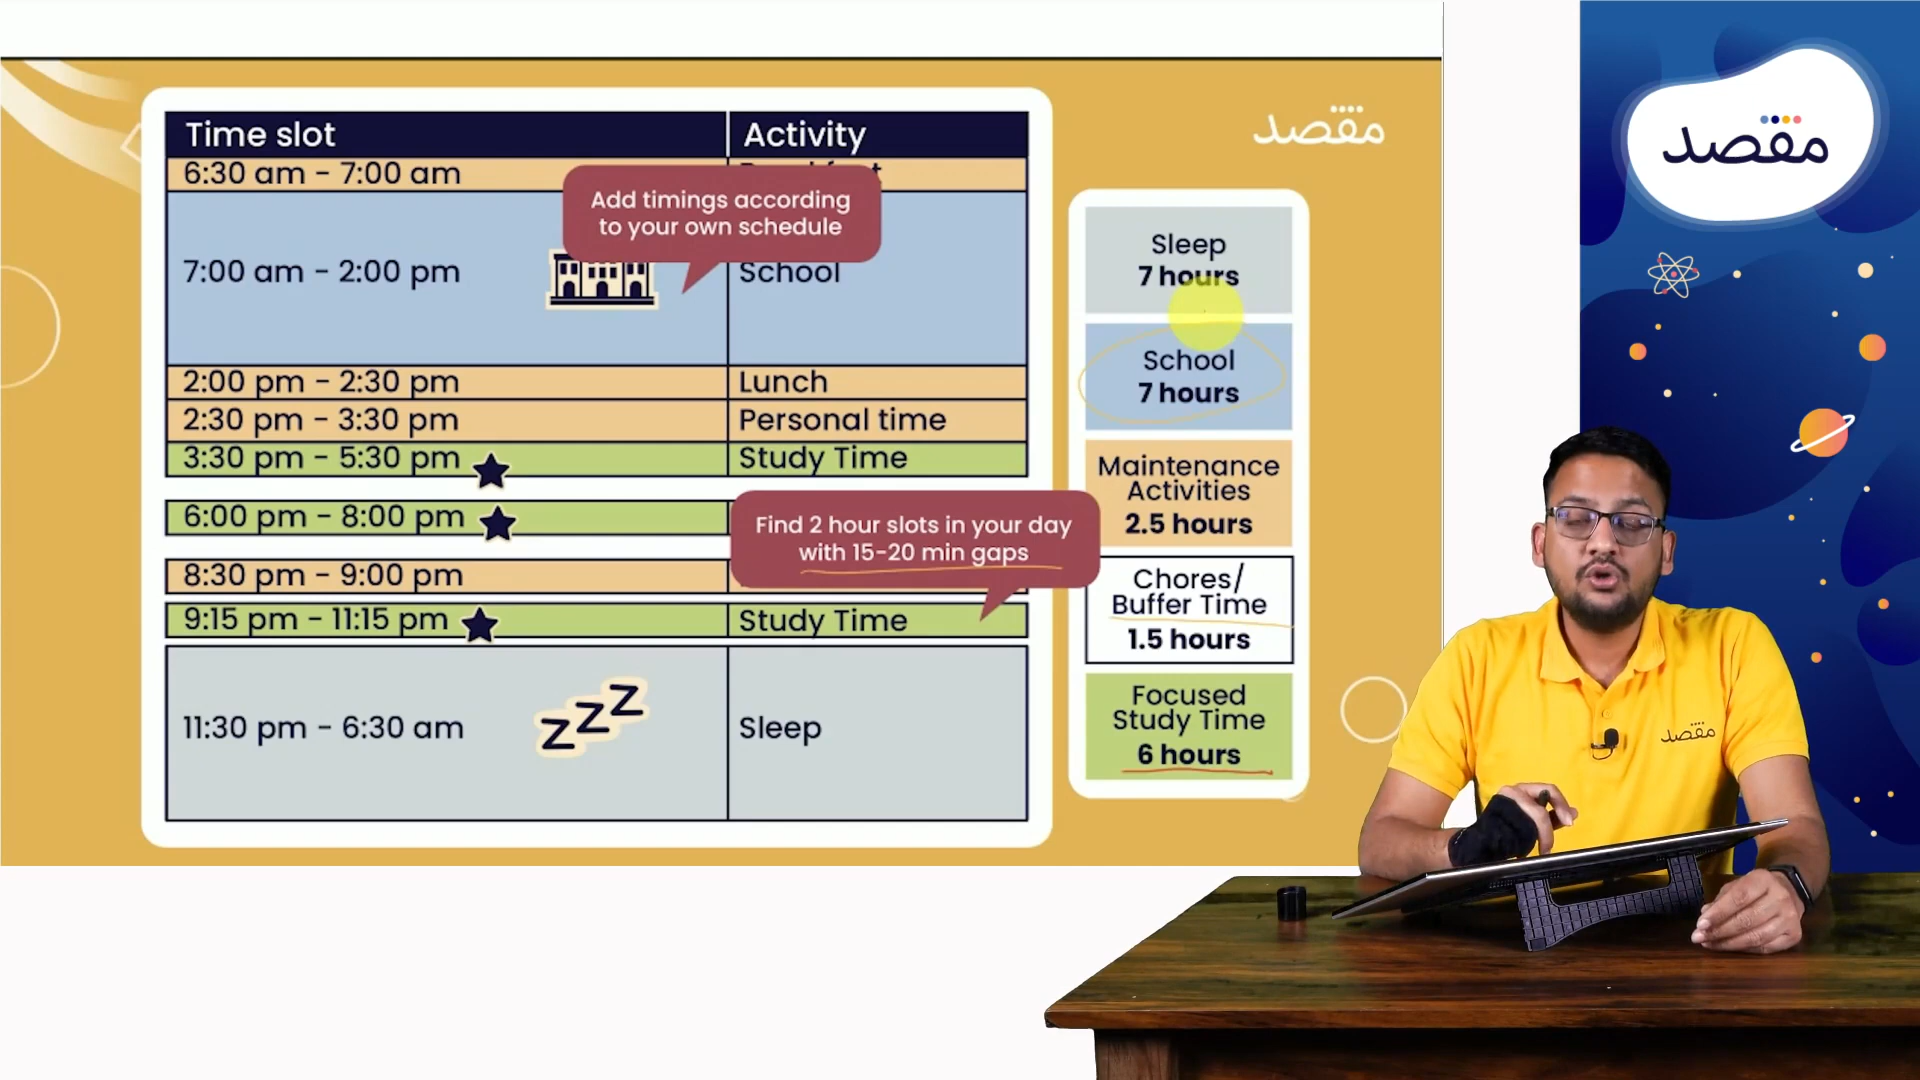 Time slot
Activity
6:30 am - 7:00 am
Add timings according
to your own schedule
7:00 am - 2:00 pm
School
2:00 pm - 2:30 pm
Lunch
2:30 pm - 3:30 pm
Personal time
3:30 pm - 5:30 pm
Study Time
6:00 pm - 8:00 pm
Find 2 hour slots in your day
with 15-20 min gaps
8:30 pm - 9:00 pm
9:15 pm - 11:15 pm
Study Time
11:30 pm - 6:30 am
ZZZ
Sleep
مقصد
Sleep
7 hours
School
7 hours
Maintenance
Activities
2.5 hours
Chores/
Buffer Time
1.5 hours
Focused
Study Time
6 hours
مقصد
مقصد